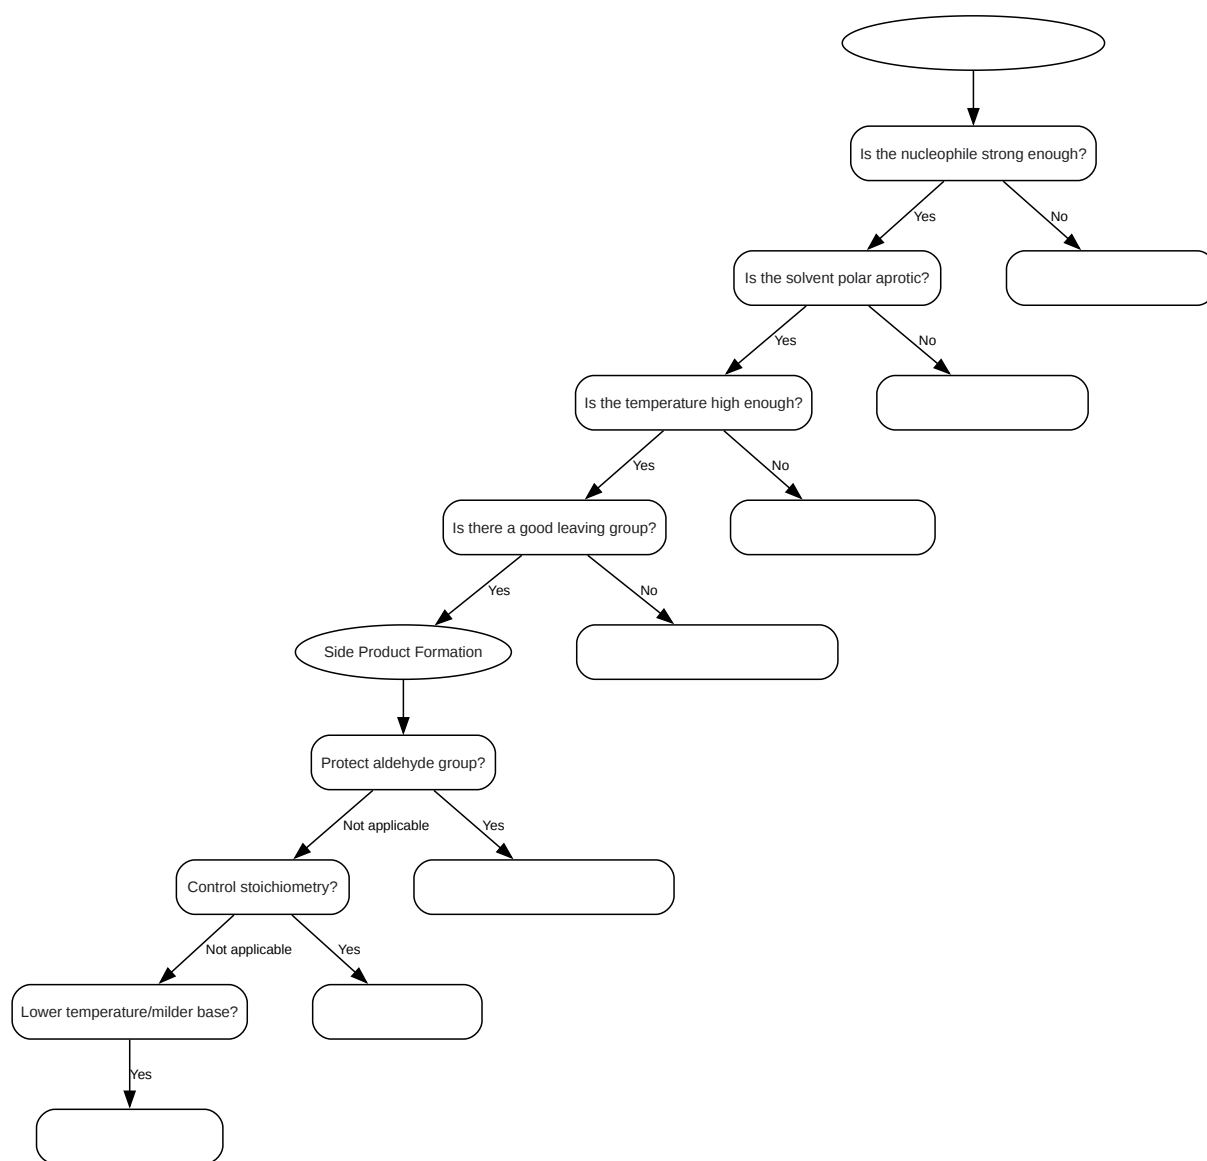 Is the nucleophile strong enough?
Yes
No
Is the solvent polar aprotic?
Yes
No
Is the temperature high enough?
Yes
No
Is there a good leaving group?
Yes
No
Side Product Formation
Protect aldehyde group?
Not applicable
Yes
Control stoichiometry?
Not applicable
Yes
Lower temperature/milder base?
Yes